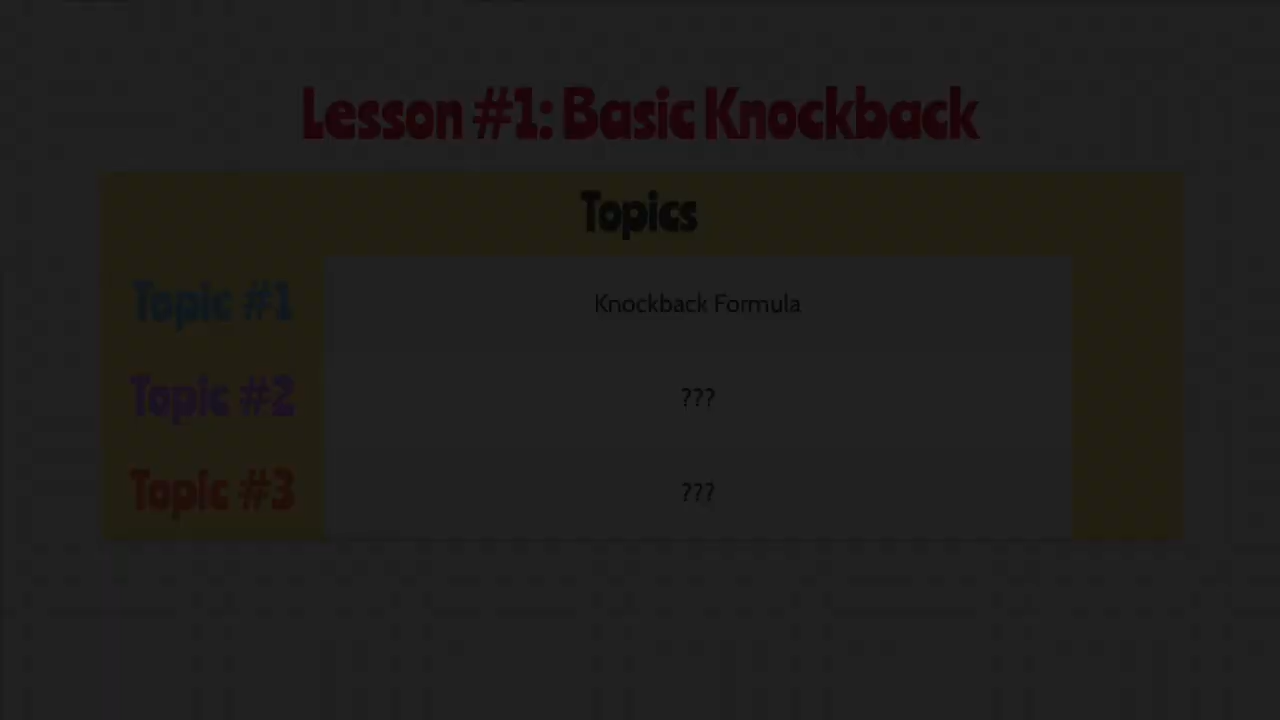 Lesson #1: Basic Knockback
Topics
Topic #1
Knockback Formula
Topic #2
???
Topic #3
???